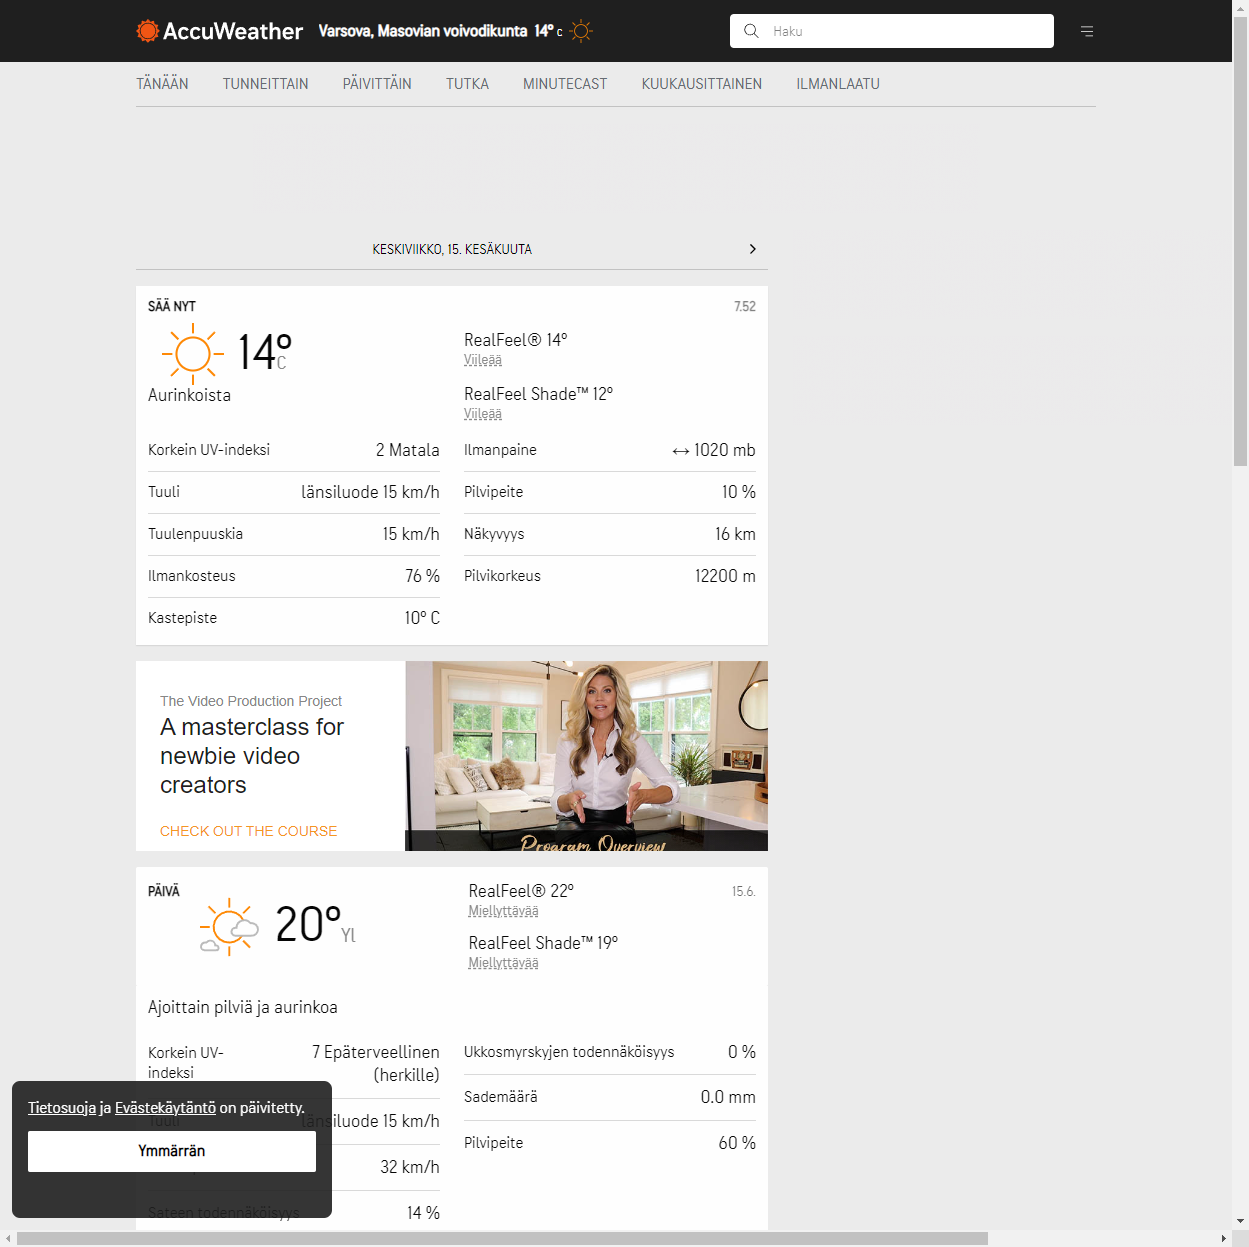 AccuWeather
Varsova, Masovian voivodikunta 14° C
Haku
TÄNÄÄN TUNNEITTAIN PÄIVITTÄIN TUTKA MINUTECAST KUUKAUSITTAINEN ILMANLAATU
KESKIVIIKKO, 15. KESÄKUUTA
SÄÄ NYT 7.52
14° C
Aurinkoista
RealFeel® 14°
Viileää
RealFeel Shade™ 12°
Viileää
Korkein UV-indeksi 2 Matala
Tuuli länsiluode 15 km/h
Tuulenpuuskia 15 km/h
Ilmankosteus 76 %
Kastepiste 10° C
Ilmanpaine ↔ 1020 mb
Pilvipeite 10 %
Näkyvyys 16 km
Pilvikorkeus 12200 m
The Video Production Project
A masterclass for
newbie video
creators
CHECK OUT THE COURSE
Program Overview
PÄIVÄ 15.6.
20° Yl
RealFeel® 22°
Miellyttävää
RealFeel Shade™ 19°
Miellyttävää
Ajoittain pilviä ja aurinkoa
Korkein UV-
indeksi
7 Epäterveellinen
(herkille)
Tuuli länsiluode 15 km/h
32 km/h
Sateen todennäköisyys 14 %
Ukkosmyrskyjen todennäköisyys 0 %
Sademäärä 0.0 mm
Pilvipeite 60 %
Tietosuoja ja Evästekäytäntö on päivitetty.
Ymmärrän